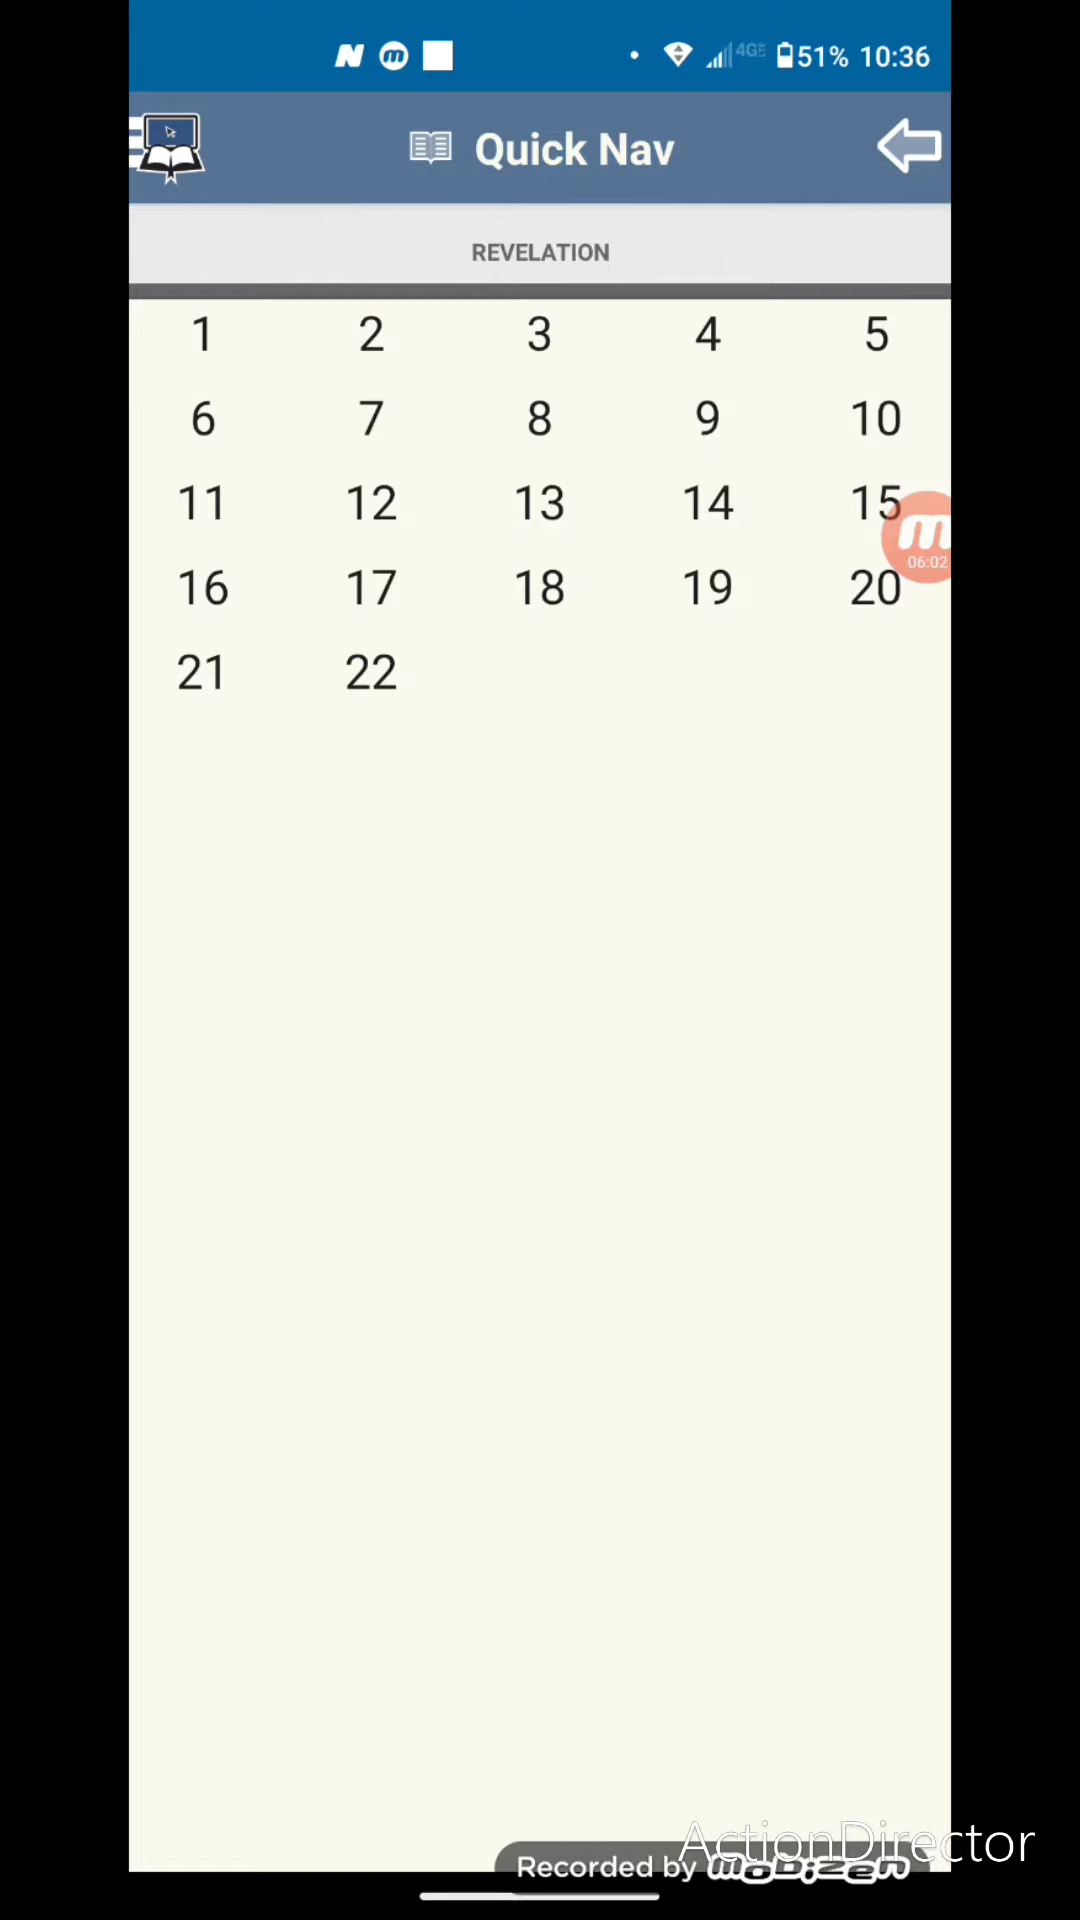 51% 10:36
Quick Nav
REVELATION
1 2 3 4 5
6 7 8 9 10
11 12 13 14 15
06:02
16 17 18 19 20
21 22
ActionDirector
Recorded by mobizen